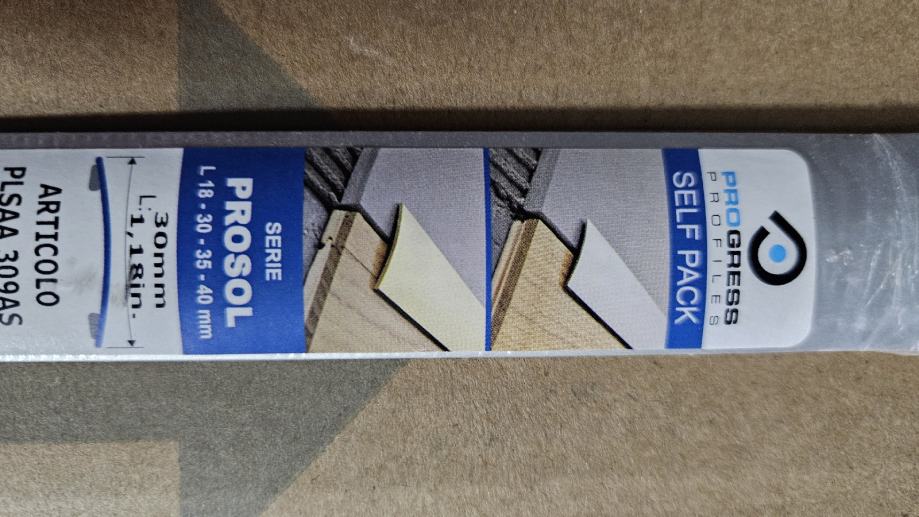 PROGRESS
PROFILES
SELF PACK
SERIE
PROSOL
L 18 - 30 - 35 - 40 mm
30mm
L:1,18in.
ARTICOLO
PLSAA 309AS